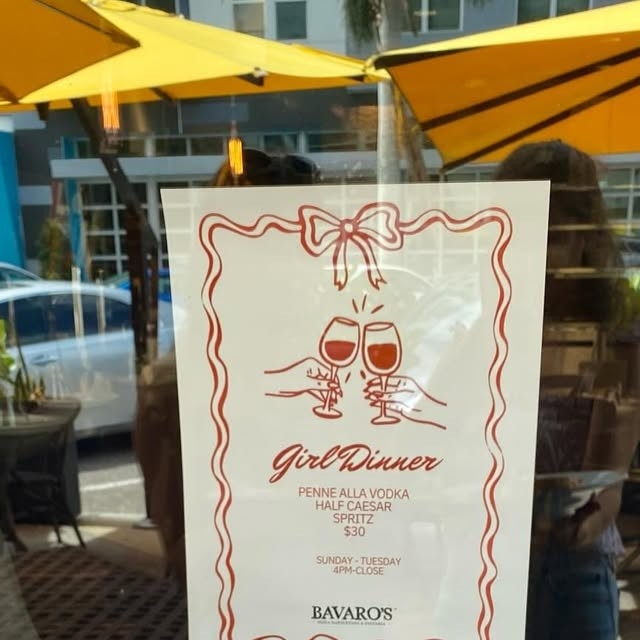 Girl Dinner
PENNE ALLA VODKA
HALF CAESAR
SPRITZ
$30
SUNDAY - TUESDAY
4PM-CLOSE
BAVARO'S